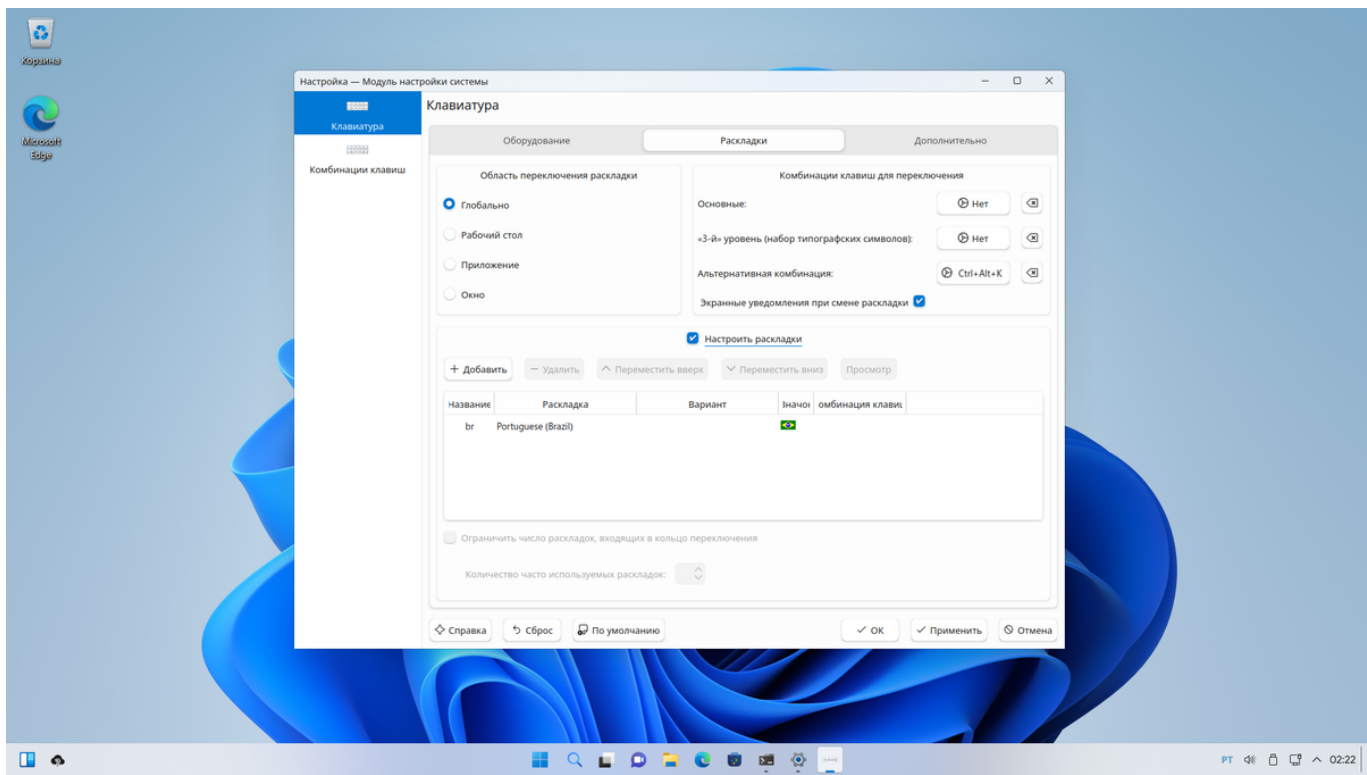 Корзина
Microsoft
Edge
Настройка — Модуль настройки системы
Клавиатура
Комбинации клавиш
Клавиатура
Оборудование
Раскладки
Дополнительно
Область переключения раскладки
Глобально
Рабочий стол
Приложение
Окно
Комбинации клавиш для переключения
Основные:
Нет
«3-й» уровень (набор типографских символов):
Нет
Альтернативная комбинация:
Ctrl+Alt+K
Экранные уведомления при смене раскладки
Настроить раскладки
+ Добавить
— Удалить
Переместить вверх
Переместить вниз
Просмотр
Название Раскладка Вариант Значок омбинация клавиш
br Portuguese (Brazil)
Ограничить число раскладок, входящих в кольцо переключения
Количество часто используемых раскладок:
Справка
Сброс
По умолчанию
ОК
Применить
Отмена
PT
02:22